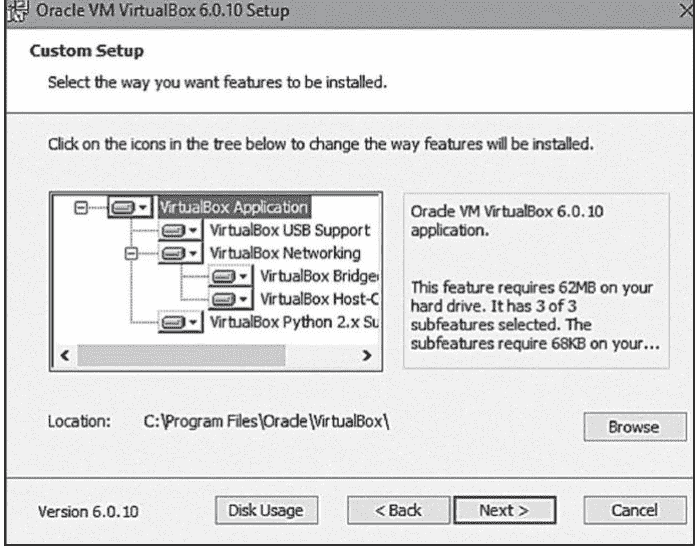 Oracle VM VirtualBox 6.0.10 Setup
Custom Setup
Select the way you want features to be installed.
Click on the icons in the tree below to change the way features will be installed.
VirtualBox Application
VirtualBox USB Support
VirtualBox Networking
VirtualBox Bridge
VirtualBox Host-C
VirtualBox Python 2.x Su
Oracle VM VirtualBox 6.0.10
application.
This feature requires 62MB on your
hard drive. It has 3 of 3
subfeatures selected. The
subfeatures require 68KB on your...
Location: C:\Program Files\Oracle\VirtualBox\
Browse
Version 6.0.10
Disk Usage
< Back
Next >
Cancel